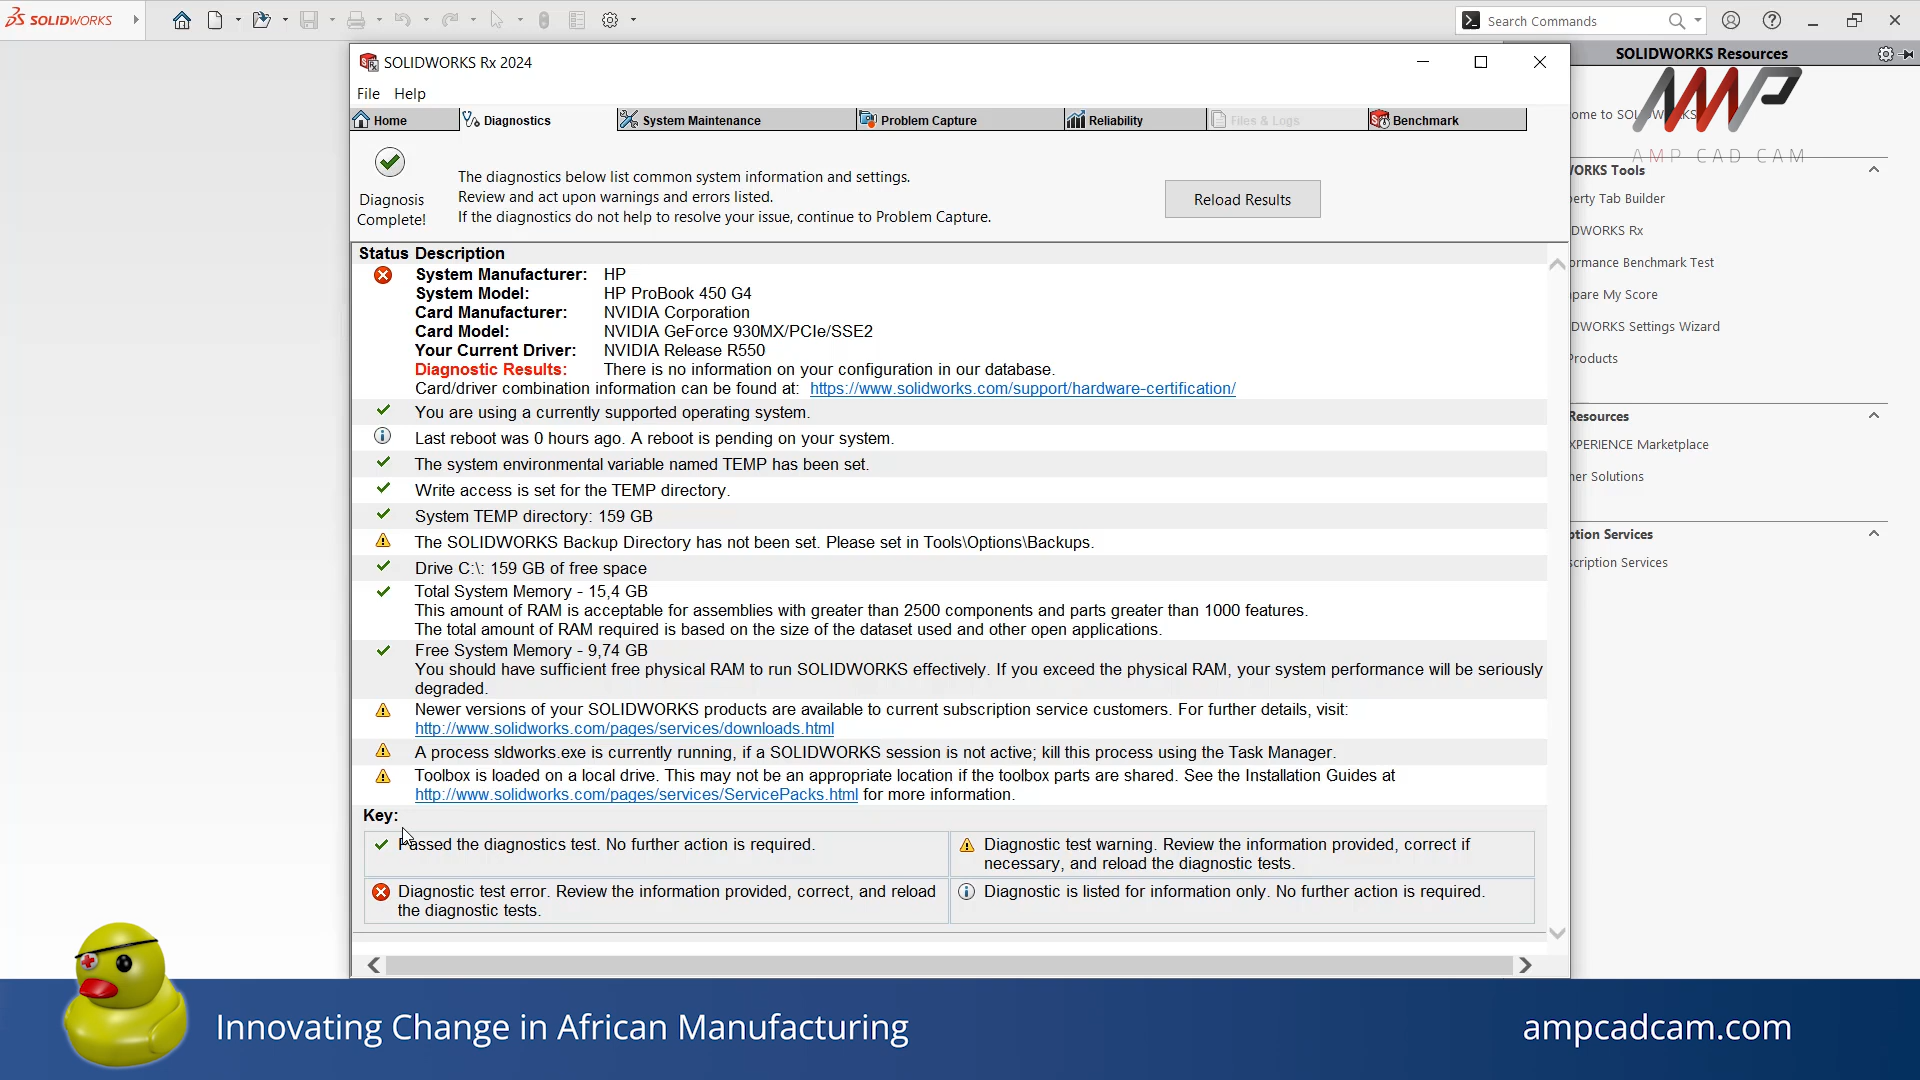 SOLIDWORKS
Search Commands
SOLIDWORKS Rx 2024
File Help
Home Diagnostics System Maintenance Problem Capture Reliability Files & Logs Benchmark
Diagnosis
Complete!
The diagnostics below list common system information and settings.
Review and act upon warnings and errors listed.
If the diagnostics do not help to resolve your issue, continue to Problem Capture.
Reload Results
Status Description
System Manufacturer: HP
System Model: HP ProBook 450 G4
Card Manufacturer: NVIDIA Corporation
Card Model: NVIDIA GeForce 930MX/PCIe/SSE2
Your Current Driver: NVIDIA Release R550
Diagnostic Results: There is no information on your configuration in our database.
Card/driver combination information can be found at: https://www.solidworks.com/support/hardware-certification/
You are using a currently supported operating system.
Last reboot was 0 hours ago. A reboot is pending on your system.
The system environmental variable named TEMP has been set.
Write access is set for the TEMP directory.
System TEMP directory: 159 GB
The SOLIDWORKS Backup Directory has not been set. Please set in Tools\Options\Backups.
Drive C:\: 159 GB of free space
Total System Memory - 15,4 GB
This amount of RAM is acceptable for assemblies with greater than 2500 components and parts greater than 1000 features.
The total amount of RAM required is based on the size of the dataset used and other open applications.
Free System Memory - 9,74 GB
You should have sufficient free physical RAM to run SOLIDWORKS effectively. If you exceed the physical RAM, your system performance will be seriously
degraded.
Newer versions of your SOLIDWORKS products are available to current subscription service customers. For further details, visit:
http://www.solidworks.com/pages/services/downloads.html
A process sldworks.exe is currently running, if a SOLIDWORKS session is not active; kill this process using the Task Manager.
Toolbox is loaded on a local drive. This may not be an appropriate location if the toolbox parts are shared. See the Installation Guides at
http://www.solidworks.com/pages/services/ServicePacks.html for more information.
Key:
Passed the diagnostics test. No further action is required.
Diagnostic test warning. Review the information provided, correct if
necessary, and reload the diagnostic tests.
Diagnostic test error. Review the information provided, correct, and reload
the diagnostic tests.
Diagnostic is listed for information only. No further action is required.
SOLIDWORKS Resources
AMP
AMP CAD CAM
ome to SOLIDWORKS
ORKS Tools
erty Tab Builder
DWORKS Rx
ormance Benchmark Test
pare My Score
DWORKS Settings Wizard
Products
Resources
XPERIENCE Marketplace
ner Solutions
ption Services
scription Services
Innovating Change in African Manufacturing
ampcadcam.com